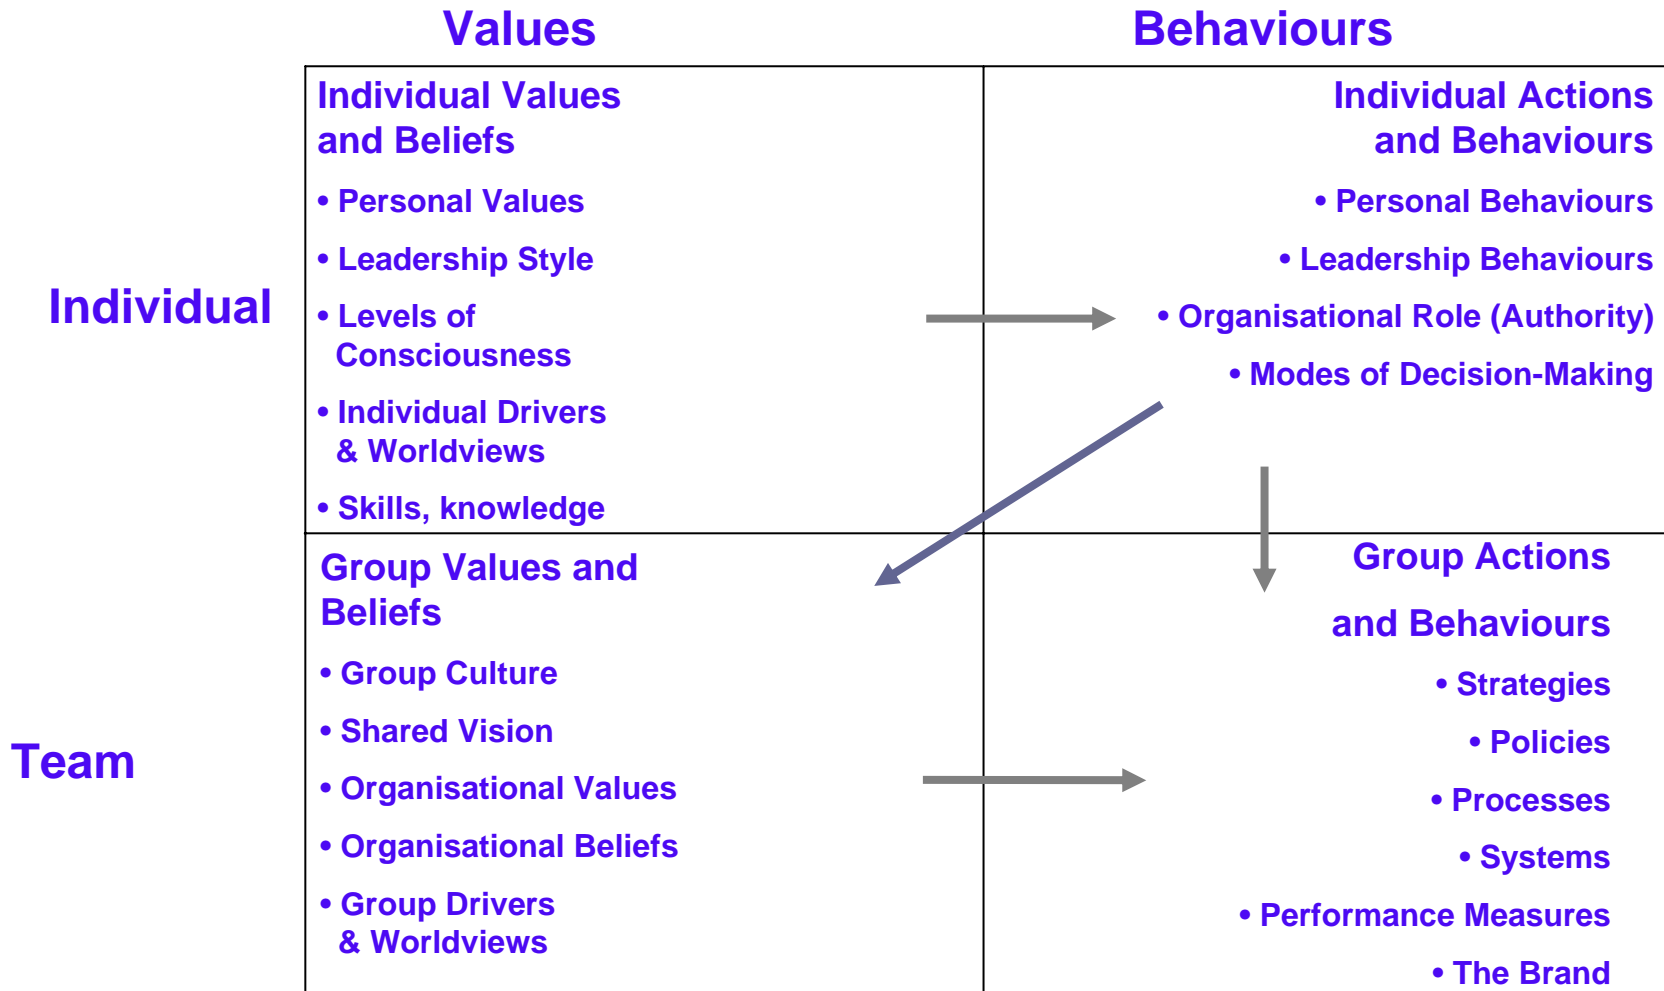 Values
Behaviours
Individual
Individual Values
and Beliefs
• Personal Values
• Leadership Style
• Levels of
Consciousness
• Individual Drivers
& Worldviews
• Skills, knowledge
Individual Actions
and Behaviours
• Personal Behaviours
• Leadership Behaviours
• Organisational Role (Authority)
• Modes of Decision-Making
Team
Group Values and
Beliefs
• Group Culture
• Shared Vision
• Organisational Values
• Organisational Beliefs
• Group Drivers
& Worldviews
Group Actions
and Behaviours
• Strategies
• Policies
• Processes
• Systems
• Performance Measures
• The Brand